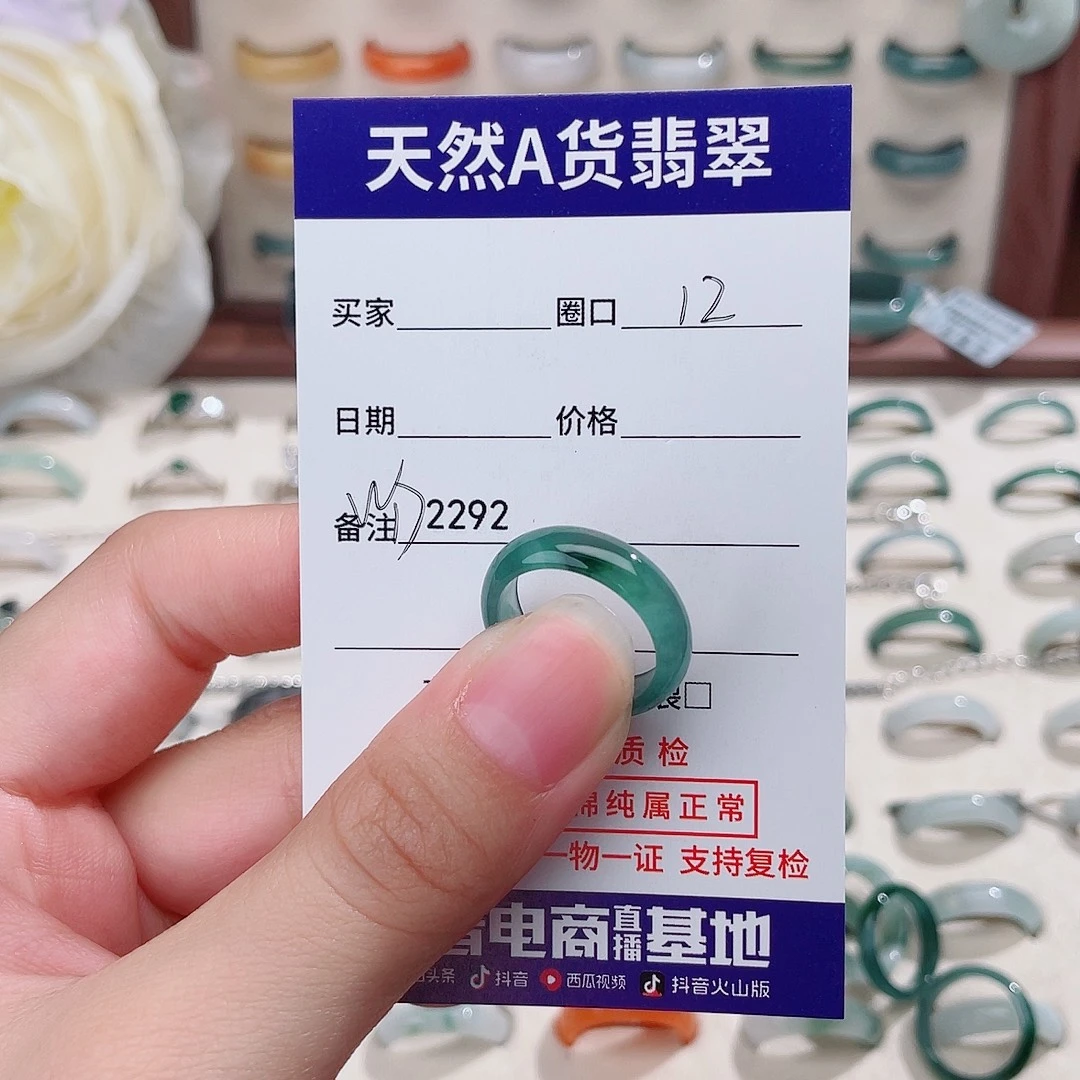 天然A货翡翠
买家 圈口 12
日期 价格
备注 2292
质检
纯属正常
一物一证 支持复检
电商直播基地
头条 抖音 西瓜视频 抖音火山版